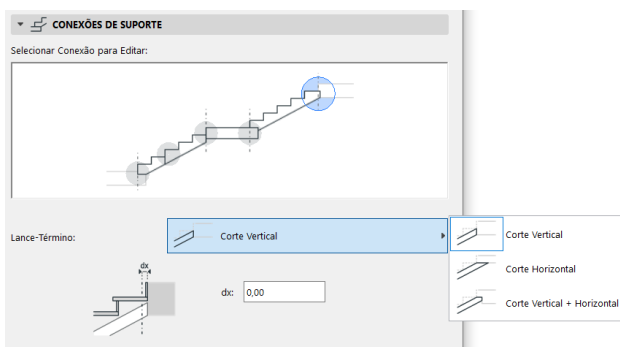 CONEXÕES DE SUPORTE
Selecionar Conexão para Editar:
Lance-Término:
Corte Vertical
Corte Vertical
Corte Horizontal
Corte Vertical + Horizontal
dx
dx:
0,00